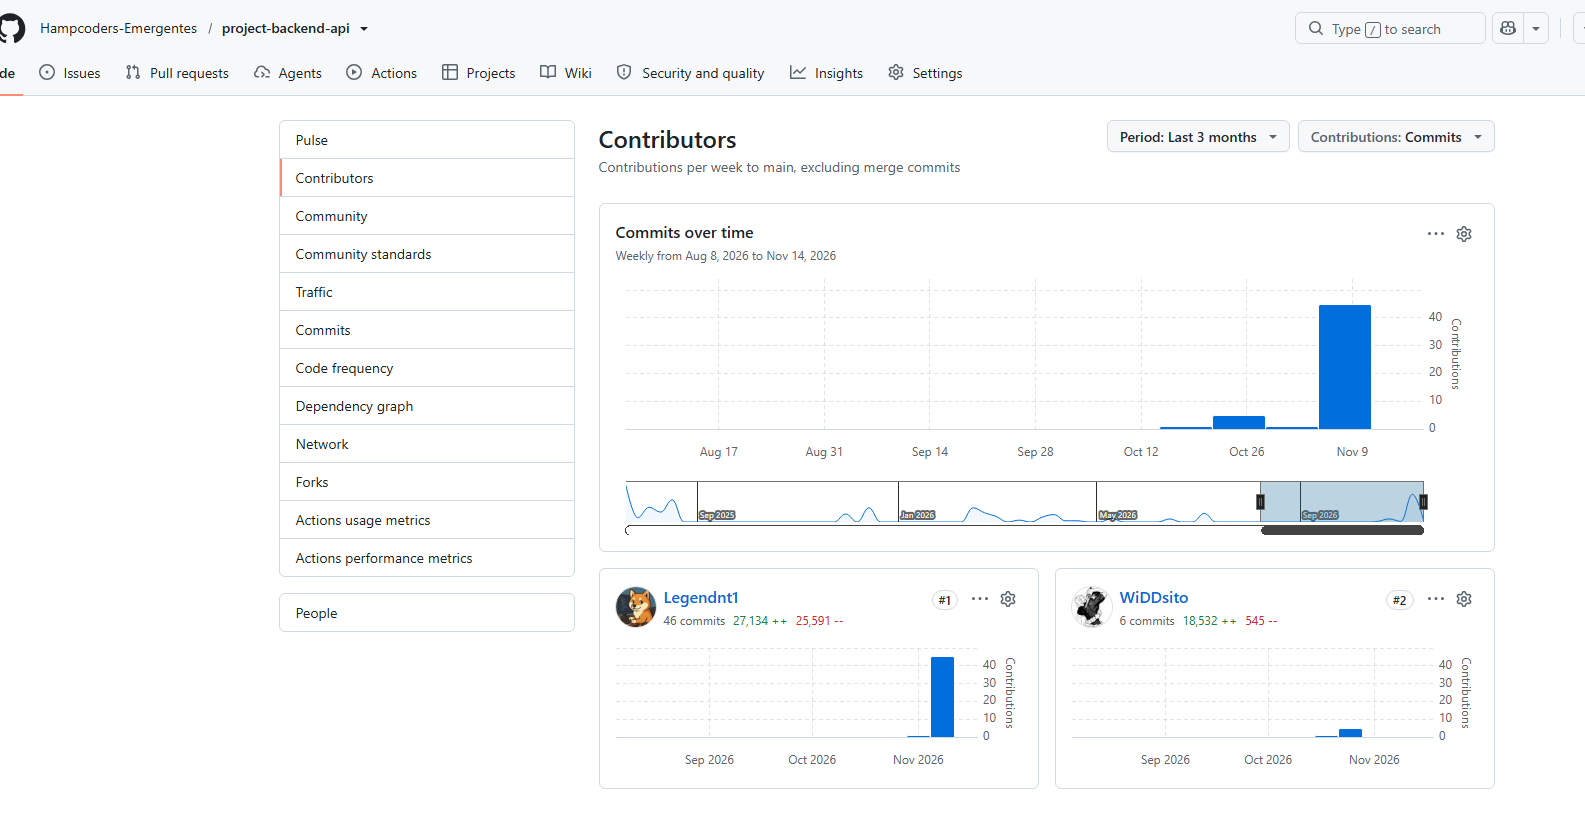 Hampcoders-Emergentes / project-backend-api
Type / to search
de
Issues
Pull requests
Agents
Actions
Projects
Wiki
Security and quality
Insights
Settings
Pulse
Contributors
Community
Community standards
Traffic
Commits
Code frequency
Dependency graph
Network
Forks
Actions usage metrics
Actions performance metrics
People
Contributors
Contributions per week to main, excluding merge commits
Period: Last 3 months
Contributions: Commits
Commits over time
Weekly from Aug 8, 2026 to Nov 14, 2026
40
30
20
10
0
Contributions
Aug 17
Aug 31
Sep 14
Sep 28
Oct 12
Oct 26
Nov 9
Sep 2025
Jan 2026
May 2026
Sep 2026
Legendnt1
#1
46 commits 27,134 ++ 25,591 --
40
30
20
10
0
Contributions
Sep 2026
Oct 2026
Nov 2026
WiDDsito
#2
6 commits 18,532 ++ 545 --
40
30
20
10
0
Contributions
Sep 2026
Oct 2026
Nov 2026